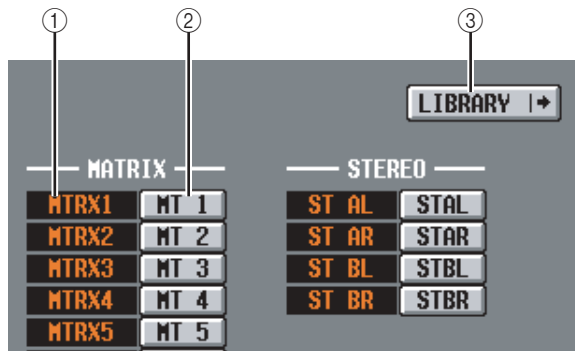 ① ② ③
LIBRARY |➔
MATRIX STEREO
MTRX1 MT 1 ST AL STAL
MTRX2 MT 2 ST AR STAR
MTRX3 MT 3 ST BL STBL
MTRX4 MT 4 ST BR STBR
MTRX5 MT 5